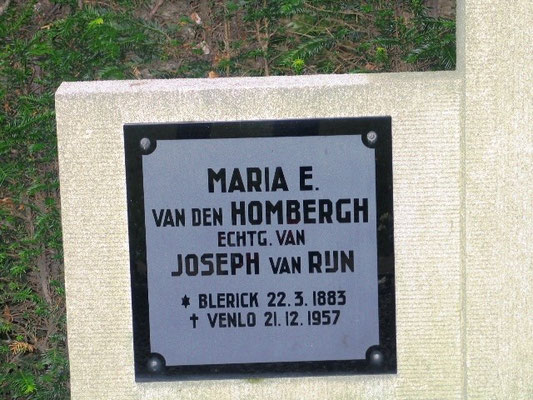 MARIA E.
VAN DEN HOMBERGH
ECHTG. VAN
JOSEPH VAN RIJN
* BLERICK 22.3.1883
† VENLO 21.12.1957